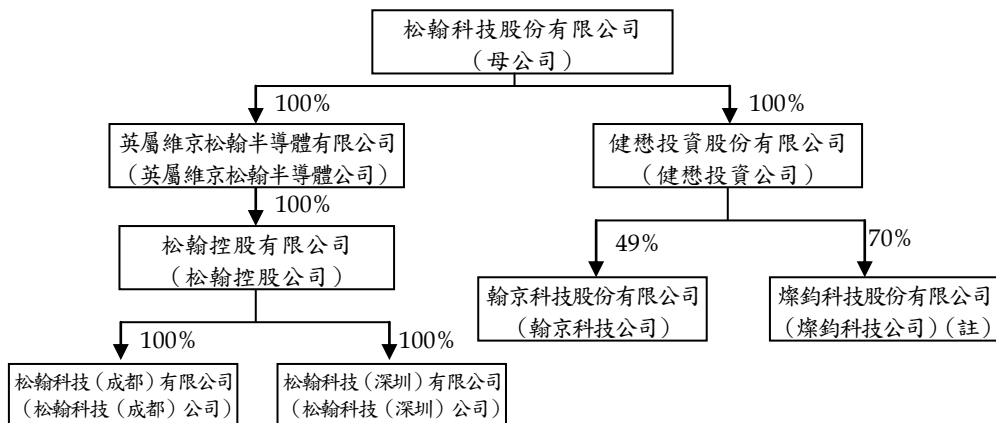 松翰科技股份有限公司
(母公司)
100%
100%
英屬維京松翰半導體有限公司
(英屬維京松翰半導體公司)
健懋投資股份有限公司
(健懋投資公司)
100%
松翰控股有限公司
(松翰控股公司)
49%
70%
翰京科技股份有限公司
(翰京科技公司)
燦鈞科技股份有限公司
(燦鈞科技公司)(註)
100%
100%
松翰科技(成都)有限公司
(松翰科技(成都)公司)
松翰科技(深圳)有限公司
(松翰科技(深圳)公司)